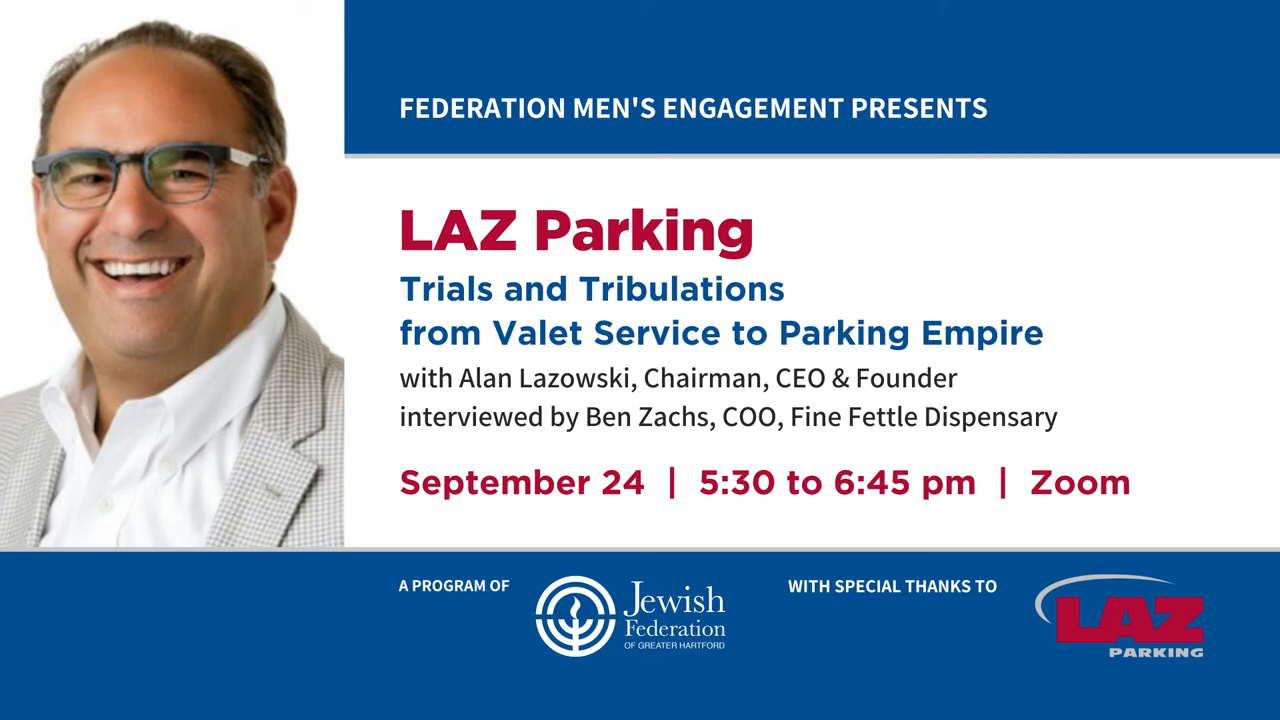 FEDERATION MEN'S ENGAGEMENT PRESENTS
LAZ Parking
Trials and Tribulations
from Valet Service to Parking Empire
with Alan Lazowski, Chairman, CEO & Founder
interviewed by Ben Zachs, COO, Fine Fettle Dispensary
September 24 | 5:30 to 6:45 pm | Zoom
A PROGRAM OF
Jewish
Federation
OF GREATER HARTFORD
WITH SPECIAL THANKS TO
LAZ
PARKING